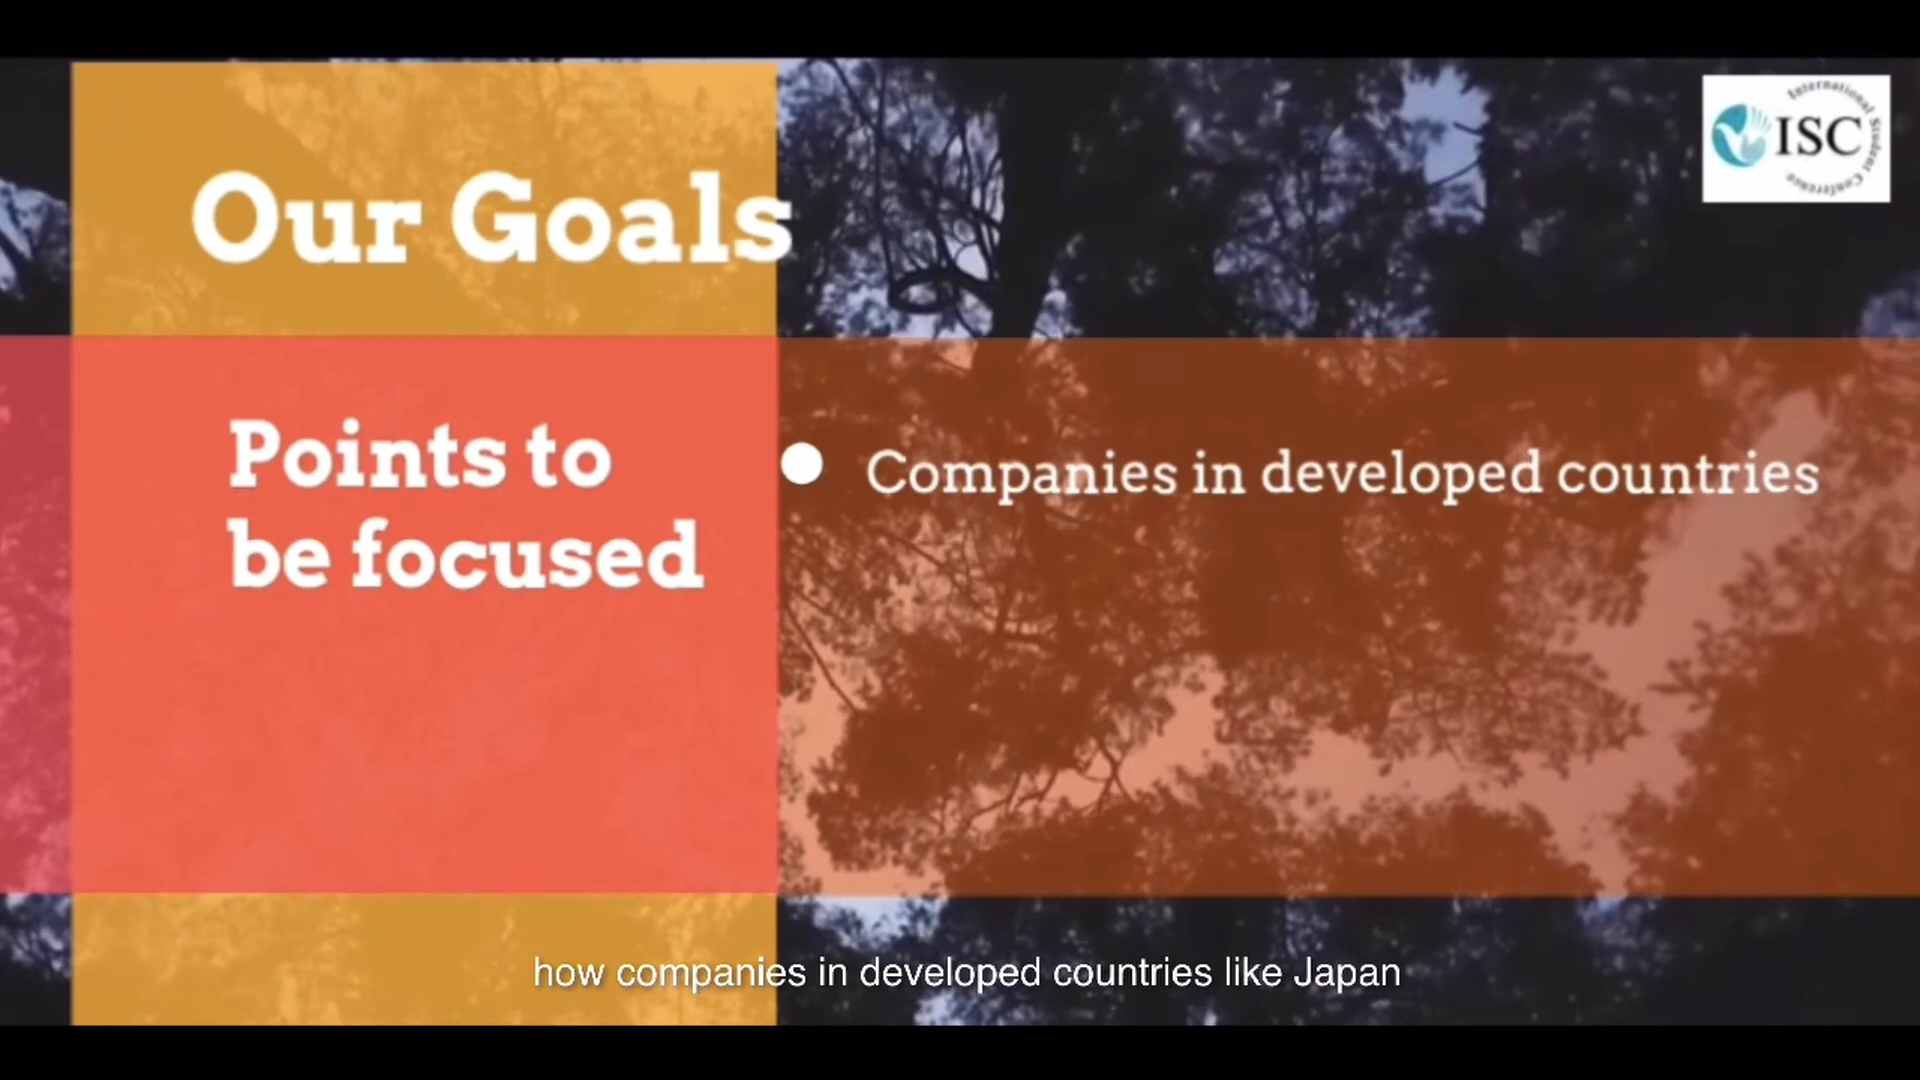 Our Goals
International Student Conference
ISC
Points to
be focused
Companies in developed countries
how companies in developed countries like Japan